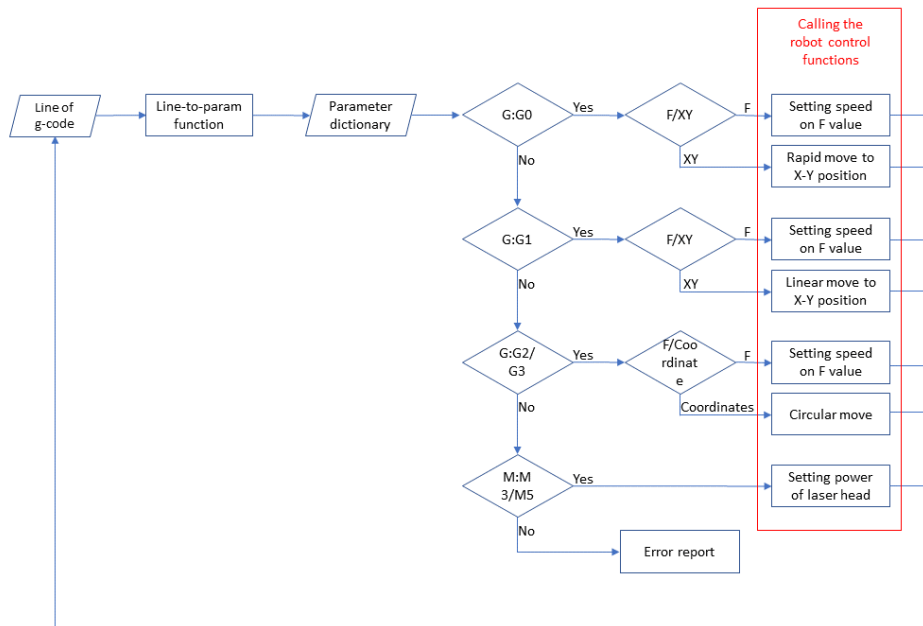 Calling the
robot control
functions
Line of
g-code
Line-to-param
function
Parameter
dictionary
G:G0
Yes
F/XY
F
Setting speed
on F value
No
XY
Rapid move to
X-Y position
G:G1
Yes
F/XY
F
Setting speed
on F value
No
XY
Linear move to
X-Y position
G:G2/
G3
Yes
F/Coo
rdinat
e
F
Setting speed
on F value
No
Coordinates
Circular move
M:M
3/M5
Yes
Setting power
of laser head
No
Error report